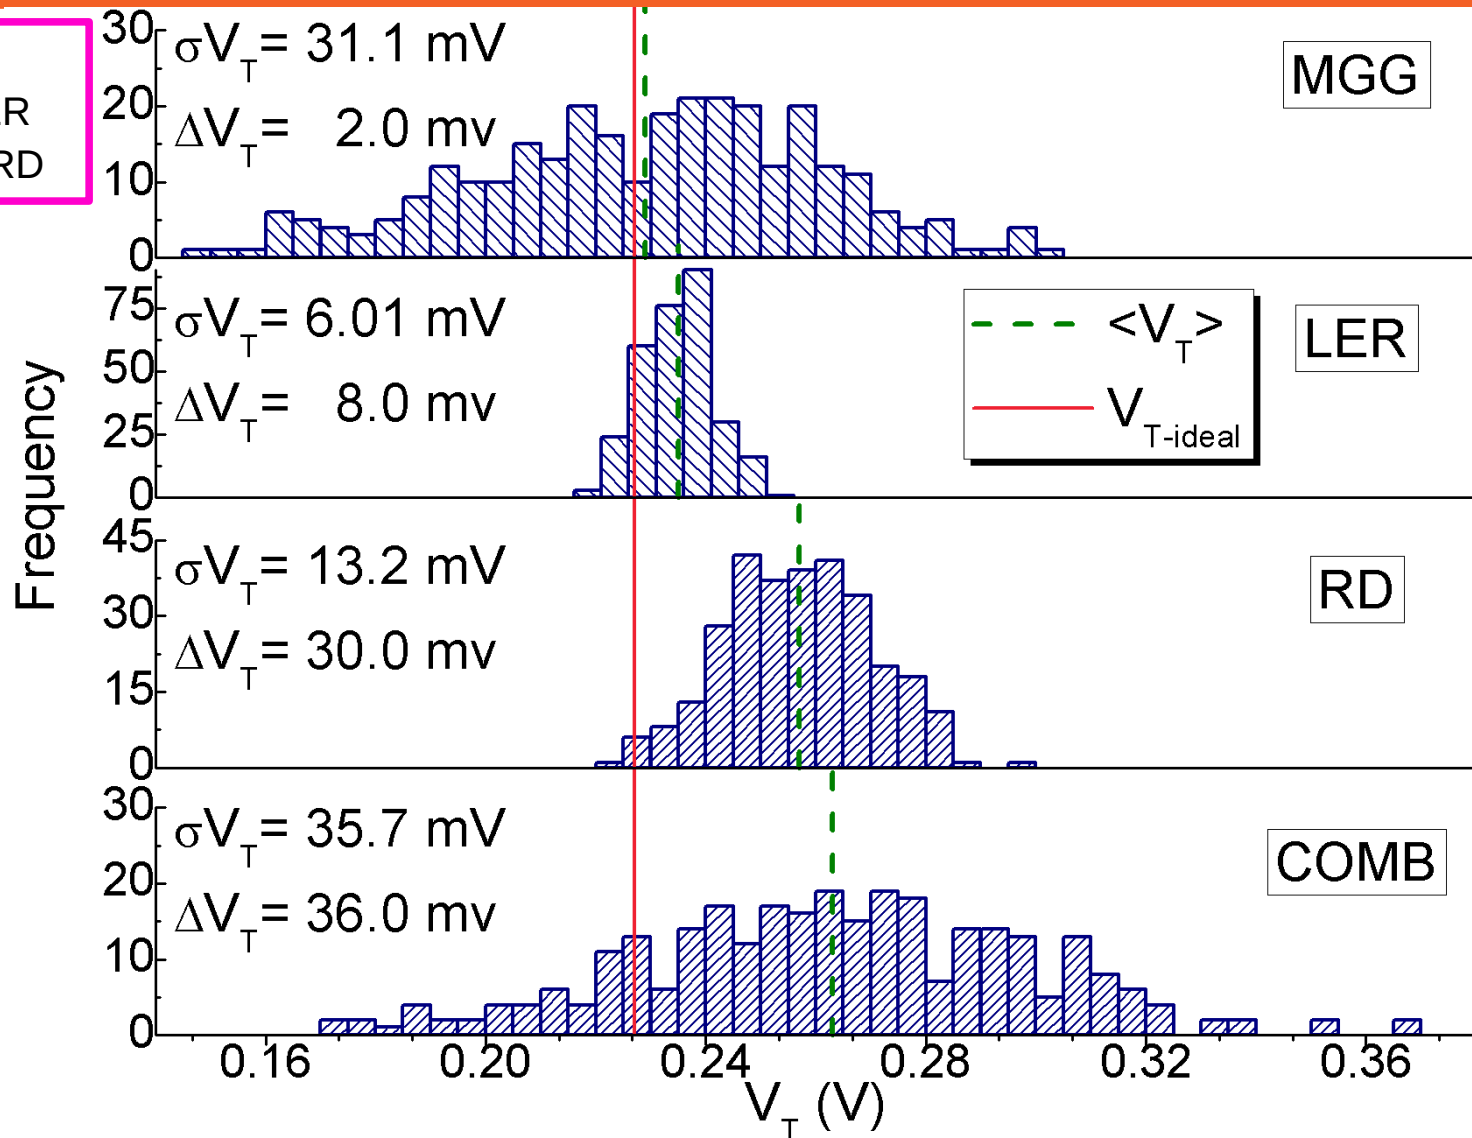 ER
RD
30
20
10
0
σV_T= 31.1 mV
ΔV_T= 2.0 mv
MGG
75
50
25
0
σV_T= 6.01 mV
ΔV_T= 8.0 mv
<V_T>
V_T-ideal
LER
Frequency
45
30
15
0
σV_T= 13.2 mV
ΔV_T= 30.0 mv
RD
30
20
10
0
σV_T= 35.7 mV
ΔV_T= 36.0 mv
COMB
0.16 0.20 0.24 0.28 0.32 0.36
V_T (V)